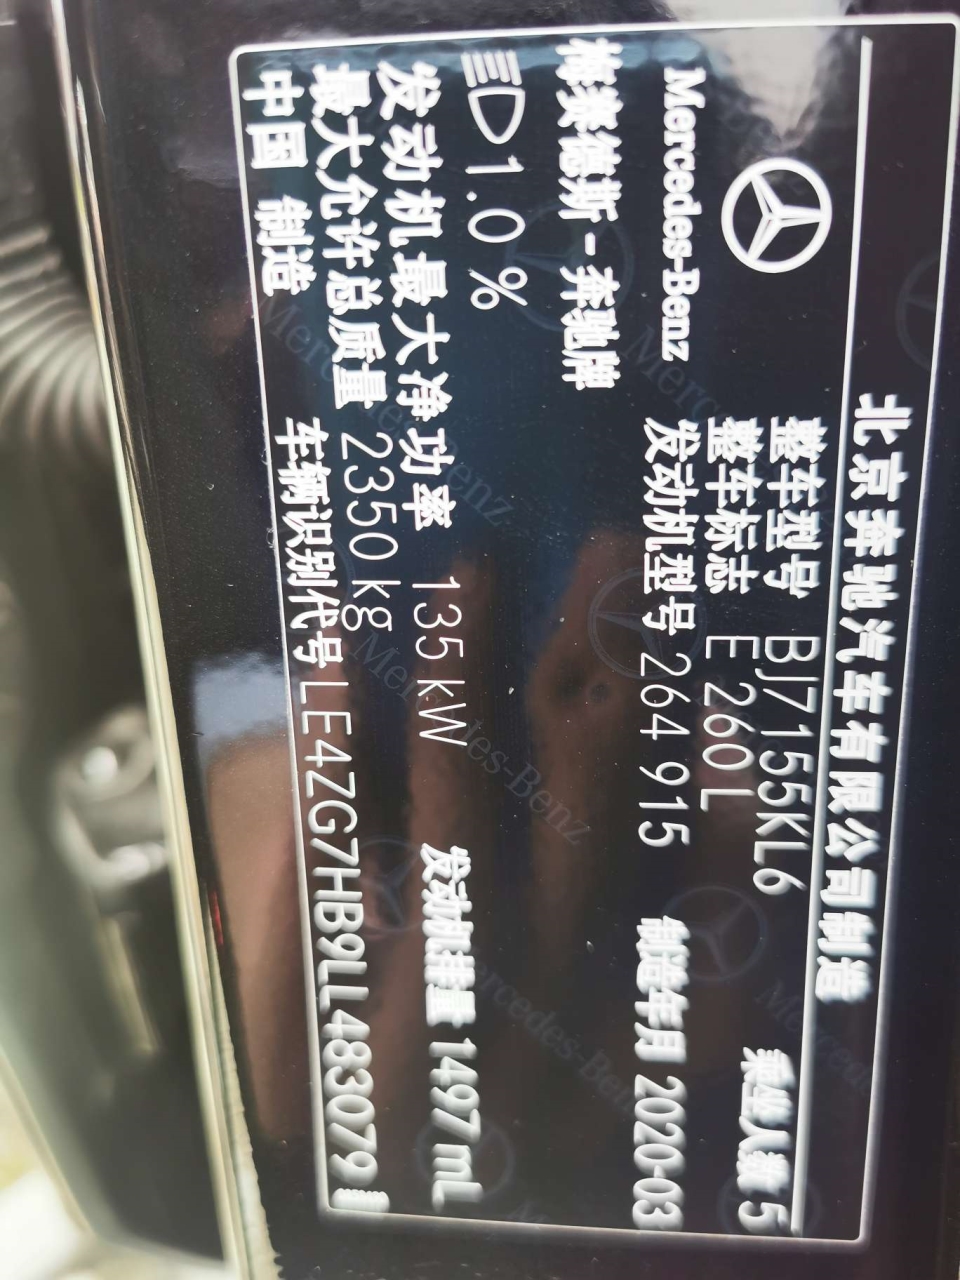 北京奔驰汽车有限公司制造
整车型号 BJ7155KL6 乘坐人数 5
整车标志 E 260 L
Mercedes-Benz 发动机型号 264 915 制造年月 2020-03
梅赛德斯-奔驰牌
1.0 %
发动机最大净功率 135 kW 发动机排量 1497 mL
最大允许总质量 2350 kg
中国 制造 车辆识别代号 LE4ZG7HB9LL483079